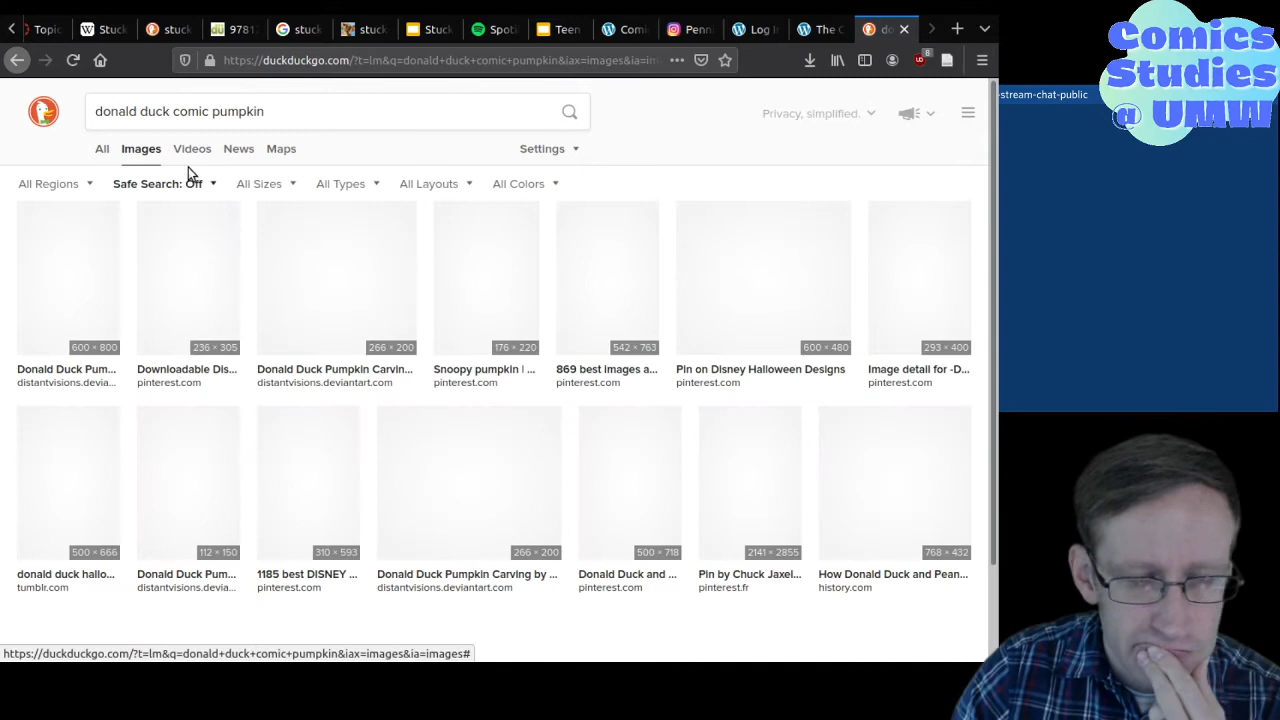 Topic
Stuck
stuck
9781
stuck
stuck
Stuck
Spoti
Teen
Comi
Penn
Log I
The C
do
https://duckduckgo.com/?t=lm&q=donald+duck+comic+pumpkin&iax=images&ia=im
8
donald duck comic pumpkin
Privacy, simplified.
All Images Videos News Maps
Settings
All Regions
Safe Search: Off
All Sizes
All Types
All Layouts
All Colors
600 × 800
236 × 305
266 × 200
176 × 220
542 × 763
600 × 480
293 × 400
Donald Duck Pum...
Downloadable Dis...
Donald Duck Pumpkin Carvin...
Snoopy pumpkin | ...
869 best images a...
Pin on Disney Halloween Designs
Image detail for -D...
distantvisions.devia...
pinterest.com
distantvisions.deviantart.com
pinterest.com
pinterest.com
pinterest.com
pinterest.com
500 × 666
112 × 150
310 × 593
266 × 200
500 × 718
2141 × 2855
768 × 432
donald duck hallo...
Donald Duck Pum...
1185 best DISNEY ...
Donald Duck Pumpkin Carving by ...
Donald Duck and ...
Pin by Chuck Jaxel...
How Donald Duck and Pean...
tumblr.com
distantvisions.devia...
pinterest.com
distantvisions.deviantart.com
pinterest.com
pinterest.fr
history.com
https://duckduckgo.com/?t=lm&q=donald+duck+comic+pumpkin&iax=images&ia=images#
Comics
Studies
@ UMW
-stream-chat-public